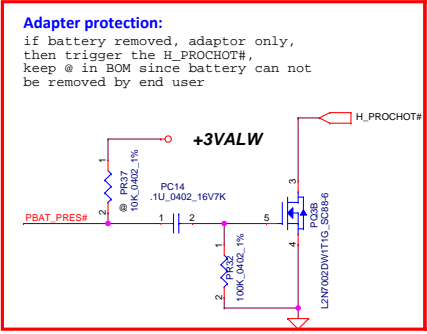 Adapter protection:
if battery removed, adaptor only,
then trigger the H_PROCHOT#,
keep @ in BOM since battery can not
be removed by end user
H_PROCHOT#
+3VALW
1
@ PR37
10K_0402_1%
2
PC14
.1U_0402_16V7K
PBAT_PRES#
1 2
5
3
4
PQ3B
L2N7002DW1T1G_SC88-6
1
PR32
100K_0402_1%
2